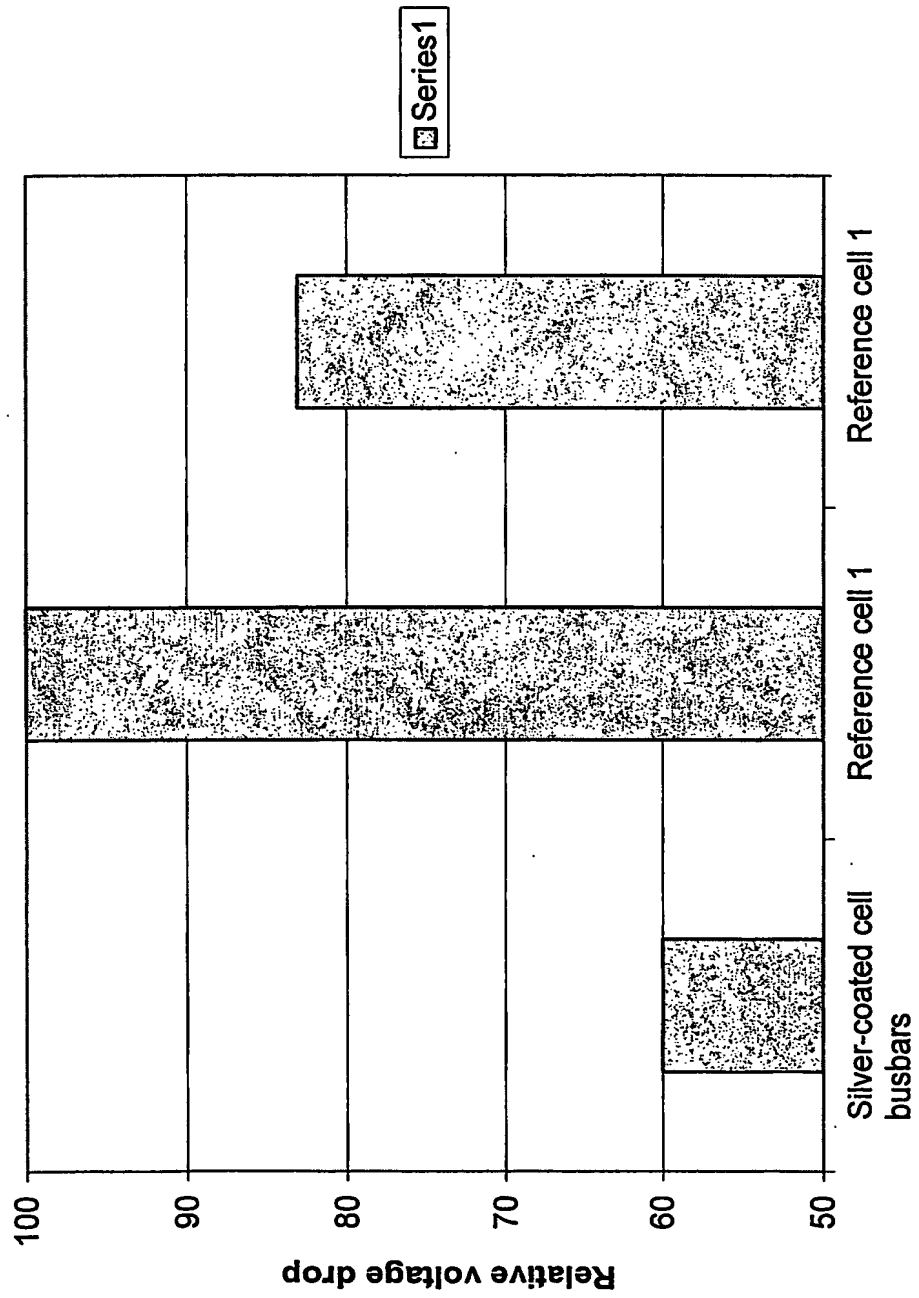 Relative voltage drop
100
90
80
70
60
50
Silver-coated cell
busbars
Reference cell 1
Reference cell 1
Series1